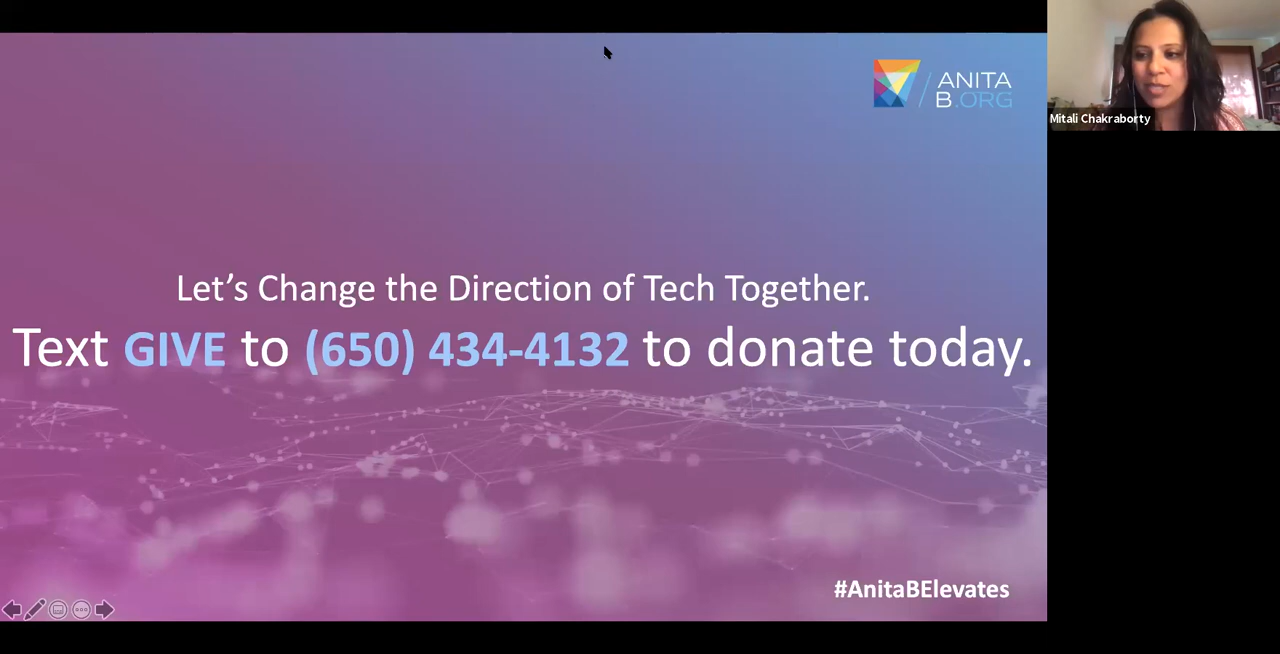 ANITA
B.ORG
Mitali Chakraborty
Let’s Change the Direction of Tech Together.
Text GIVE to (650) 434-4132 to donate today.
#AnitaBElevates